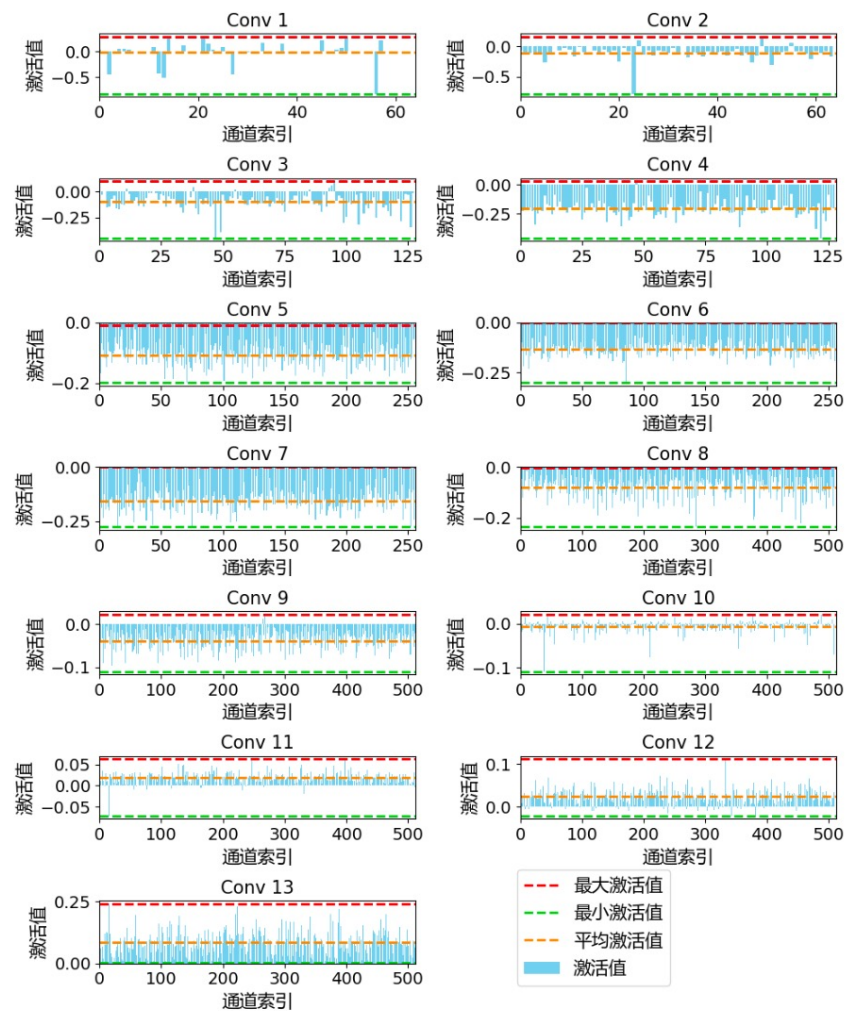 Conv 1
激活值
0.0
−0.5
0 20 40 60
通道索引
Conv 2
激活值
0.0
−0.5
0 20 40 60
通道索引
Conv 3
激活值
0.00
−0.25
0 25 50 75 100 125
通道索引
Conv 4
激活值
0.00
−0.25
0 25 50 75 100 125
通道索引
Conv 5
激活值
0.0
−0.2
0 50 100 150 200 250
通道索引
Conv 6
激活值
0.00
−0.25
0 50 100 150 200 250
通道索引
Conv 7
激活值
0.00
−0.25
0 50 100 150 200 250
通道索引
Conv 8
激活值
0.0
−0.2
0 100 200 300 400 500
通道索引
Conv 9
激活值
0.0
−0.1
0 100 200 300 400 500
通道索引
Conv 10
激活值
0.0
−0.1
0 100 200 300 400 500
通道索引
Conv 11
激活值
0.05
0.00
−0.05
0 100 200 300 400 500
通道索引
Conv 12
激活值
0.1
0.0
0 100 200 300 400 500
通道索引
Conv 13
激活值
0.25
0.00
0 100 200 300 400 500
通道索引
最大激活值
最小激活值
平均激活值
激活值